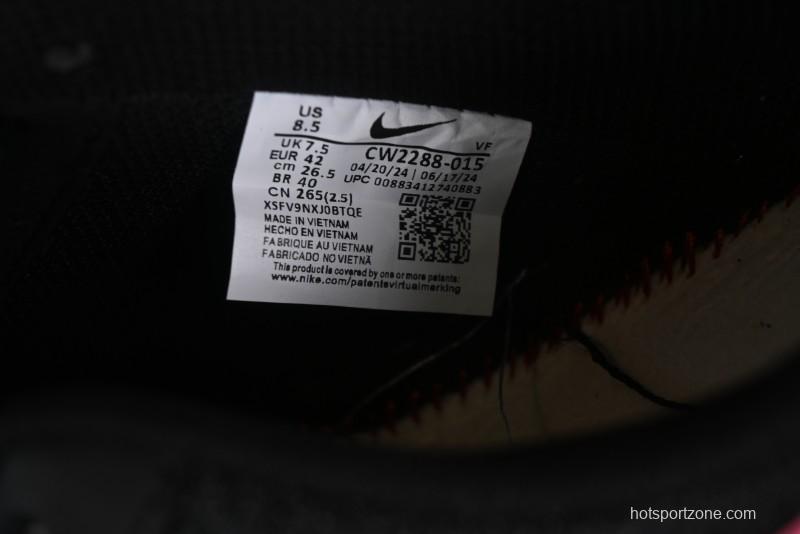 US
8.5
VF
UK 7.5
EUR 42
cm 26.5
BR 40
CN 265(2.5)
CW2288-015
04/20/24 | 06/17/24
UPC 00883412740883
XSFV9NXJ0BTQE
MADE IN VIETNAM
HECHO EN VIETNAM
FABRIQUE AU VIETNAM
FABRICADO NO VIETNÃ
This product is covered by one or more patents:
www.nike.com/patentsvirtualmerking
hotsportzone.com